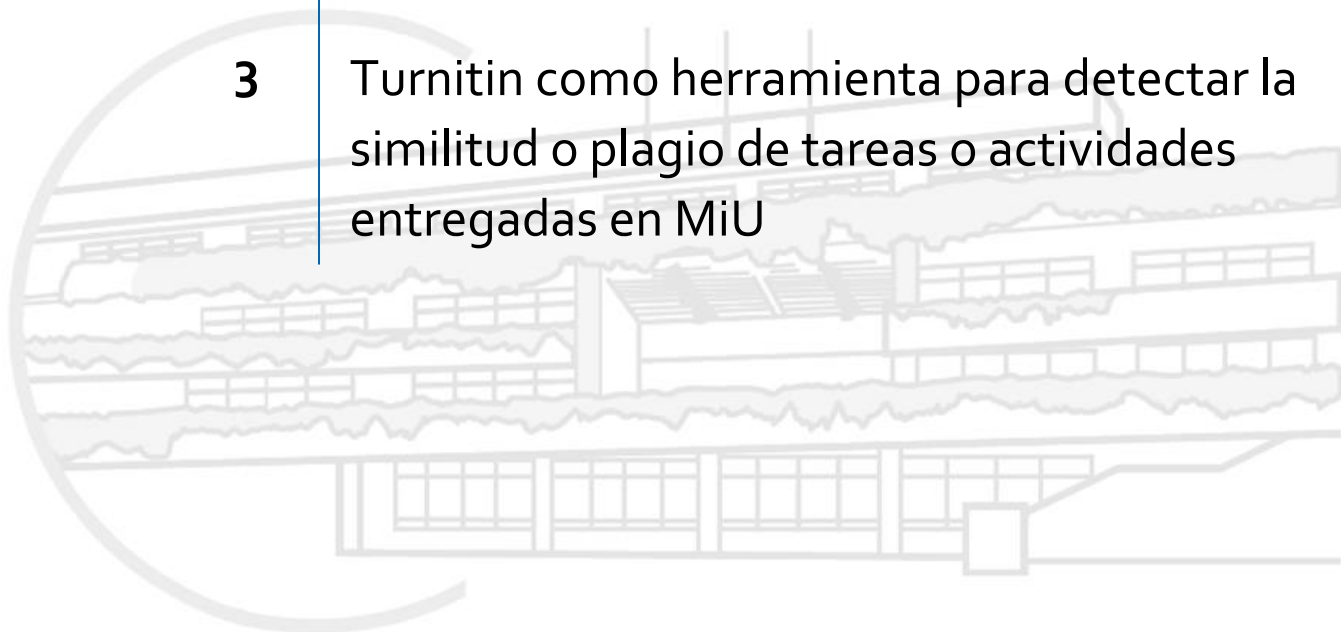 3
Turnitin como herramienta para detectar la
similitud o plagio de tareas o actividades
entregadas en MiU